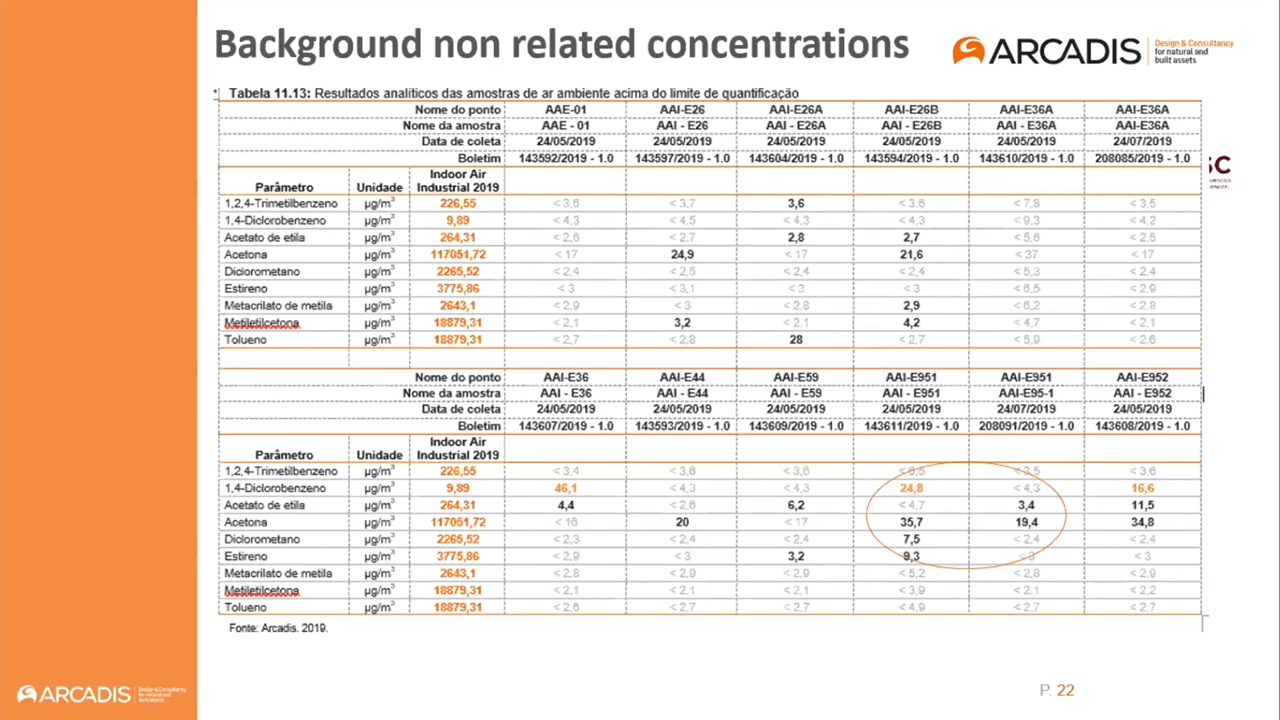 Background non related concentrations
ARCADIS Design & Consultancy for natural and built assets
Tabela 11.13: Resultados analíticos das amostras de ar ambiente acima do limite de quantificação
Nome do ponto AAE-01 AAI-E26 AAI-E26A AAI-E26B AAI-E36A AAI-E36A
Nome da amostra AAE - 01 AAI - E26 AAI - E26A AAI - E26B AAI - E36A AAI-E36A
Data de coleta 24/05/2019 24/05/2019 24/05/2019 24/05/2019 24/05/2019 24/07/2019
Boletim 143592/2019 - 1.0 143597/2019 - 1.0 143604/2019 - 1.0 143594/2019 - 1.0 143610/2019 - 1.0 208085/2019 - 1.0
Parâmetro Unidade Indoor Air Industrial 2019
1,2,4-Trimetilbenzeno µg/m³ 226,55 < 3,6 < 3,7 3,6 < 3,6 < 7,8 < 3,5
1,4-Diclorobenzeno µg/m³ 9,89 < 4,3 < 4,5 < 4,3 < 4,3 < 9,3 < 4,2
Acetato de etila µg/m³ 264,31 < 2,6 < 2,7 2,8 2,7 < 5,6 < 2,5
Acetona µg/m³ 117051,72 < 17 24,9 < 17 21,6 < 37 < 17
Diclorometano µg/m³ 2265,52 < 2,4 < 2,5 < 2,4 < 2,4 < 5,3 < 2,4
Estireno µg/m³ 3775,86 < 3 < 3,1 < 3 < 3 < 6,5 < 2,9
Metacrilato de metila µg/m³ 2643,1 < 2,9 < 3 < 2,8 2,9 < 6,2 < 2,8
Metiletilcetona µg/m³ 18879,31 < 2,1 3,2 < 2,1 4,2 < 4,7 < 2,1
Tolueno µg/m³ 18879,31 < 2,7 < 2,8 28 < 2,7 < 5,9 < 2,6
Nome do ponto AAI-E36 AAI-E44 AAI-E59 AAI-E951 AAI-E951 AAI-E952
Nome da amostra AAI - E36 AAI - E44 AAI - E59 AAI - E951 AAI-E95-1 AAI - E952
Data de coleta 24/05/2019 24/05/2019 24/05/2019 24/05/2019 24/07/2019 24/05/2019
Boletim 143607/2019 - 1.0 143593/2019 - 1.0 143609/2019 - 1.0 143611/2019 - 1.0 208091/2019 - 1.0 143608/2019 - 1.0
Parâmetro Unidade Indoor Air Industrial 2019
1,2,4-Trimetilbenzeno µg/m³ 226,55 < 3,4 < 3,6 < 3,6 < 6,5 < 3,5 < 3,6
1,4-Diclorobenzeno µg/m³ 9,89 46,1 < 4,3 < 4,3 24,8 < 4,3 16,6
Acetato de etila µg/m³ 264,31 4,4 < 2,6 6,2 < 4,7 3,4 11,5
Acetona µg/m³ 117051,72 < 16 20 < 17 35,7 19,4 34,8
Diclorometano µg/m³ 2265,52 < 2,3 < 2,4 < 2,4 7,5 < 2,4 < 2,4
Estireno µg/m³ 3775,86 < 2,9 < 3 3,2 9,3 < 3 < 3
Metacrilato de metila µg/m³ 2643,1 < 2,8 < 2,9 < 2,9 < 5,2 < 2,8 < 2,9
Metiletilcetona µg/m³ 18879,31 < 2,1 < 2,1 < 2,1 < 3,9 < 2,1 < 2,2
Tolueno µg/m³ 18879,31 < 2,6 < 2,7 < 2,7 < 4,9 < 2,7 < 2,7
Fonte: Arcadis. 2019.
ARCADIS Design & Consultancy for natural and built assets
P. 22